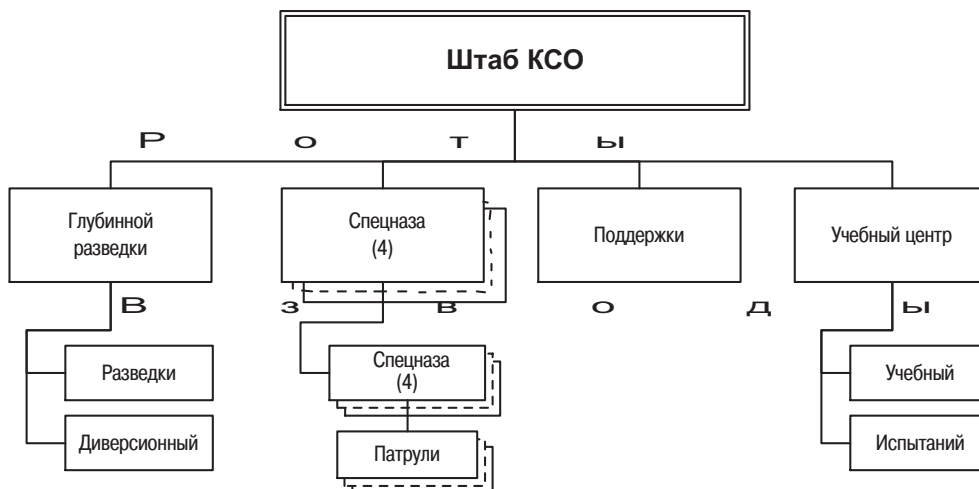 Штаб КСО
Р о т ы
Глубинной
разведки
Спецназа
(4)
Поддержки
Учебный центр
В з в о д ы
Разведки
Спецназа
(4)
Учебный
Диверсионный
Патрули
Испытаний